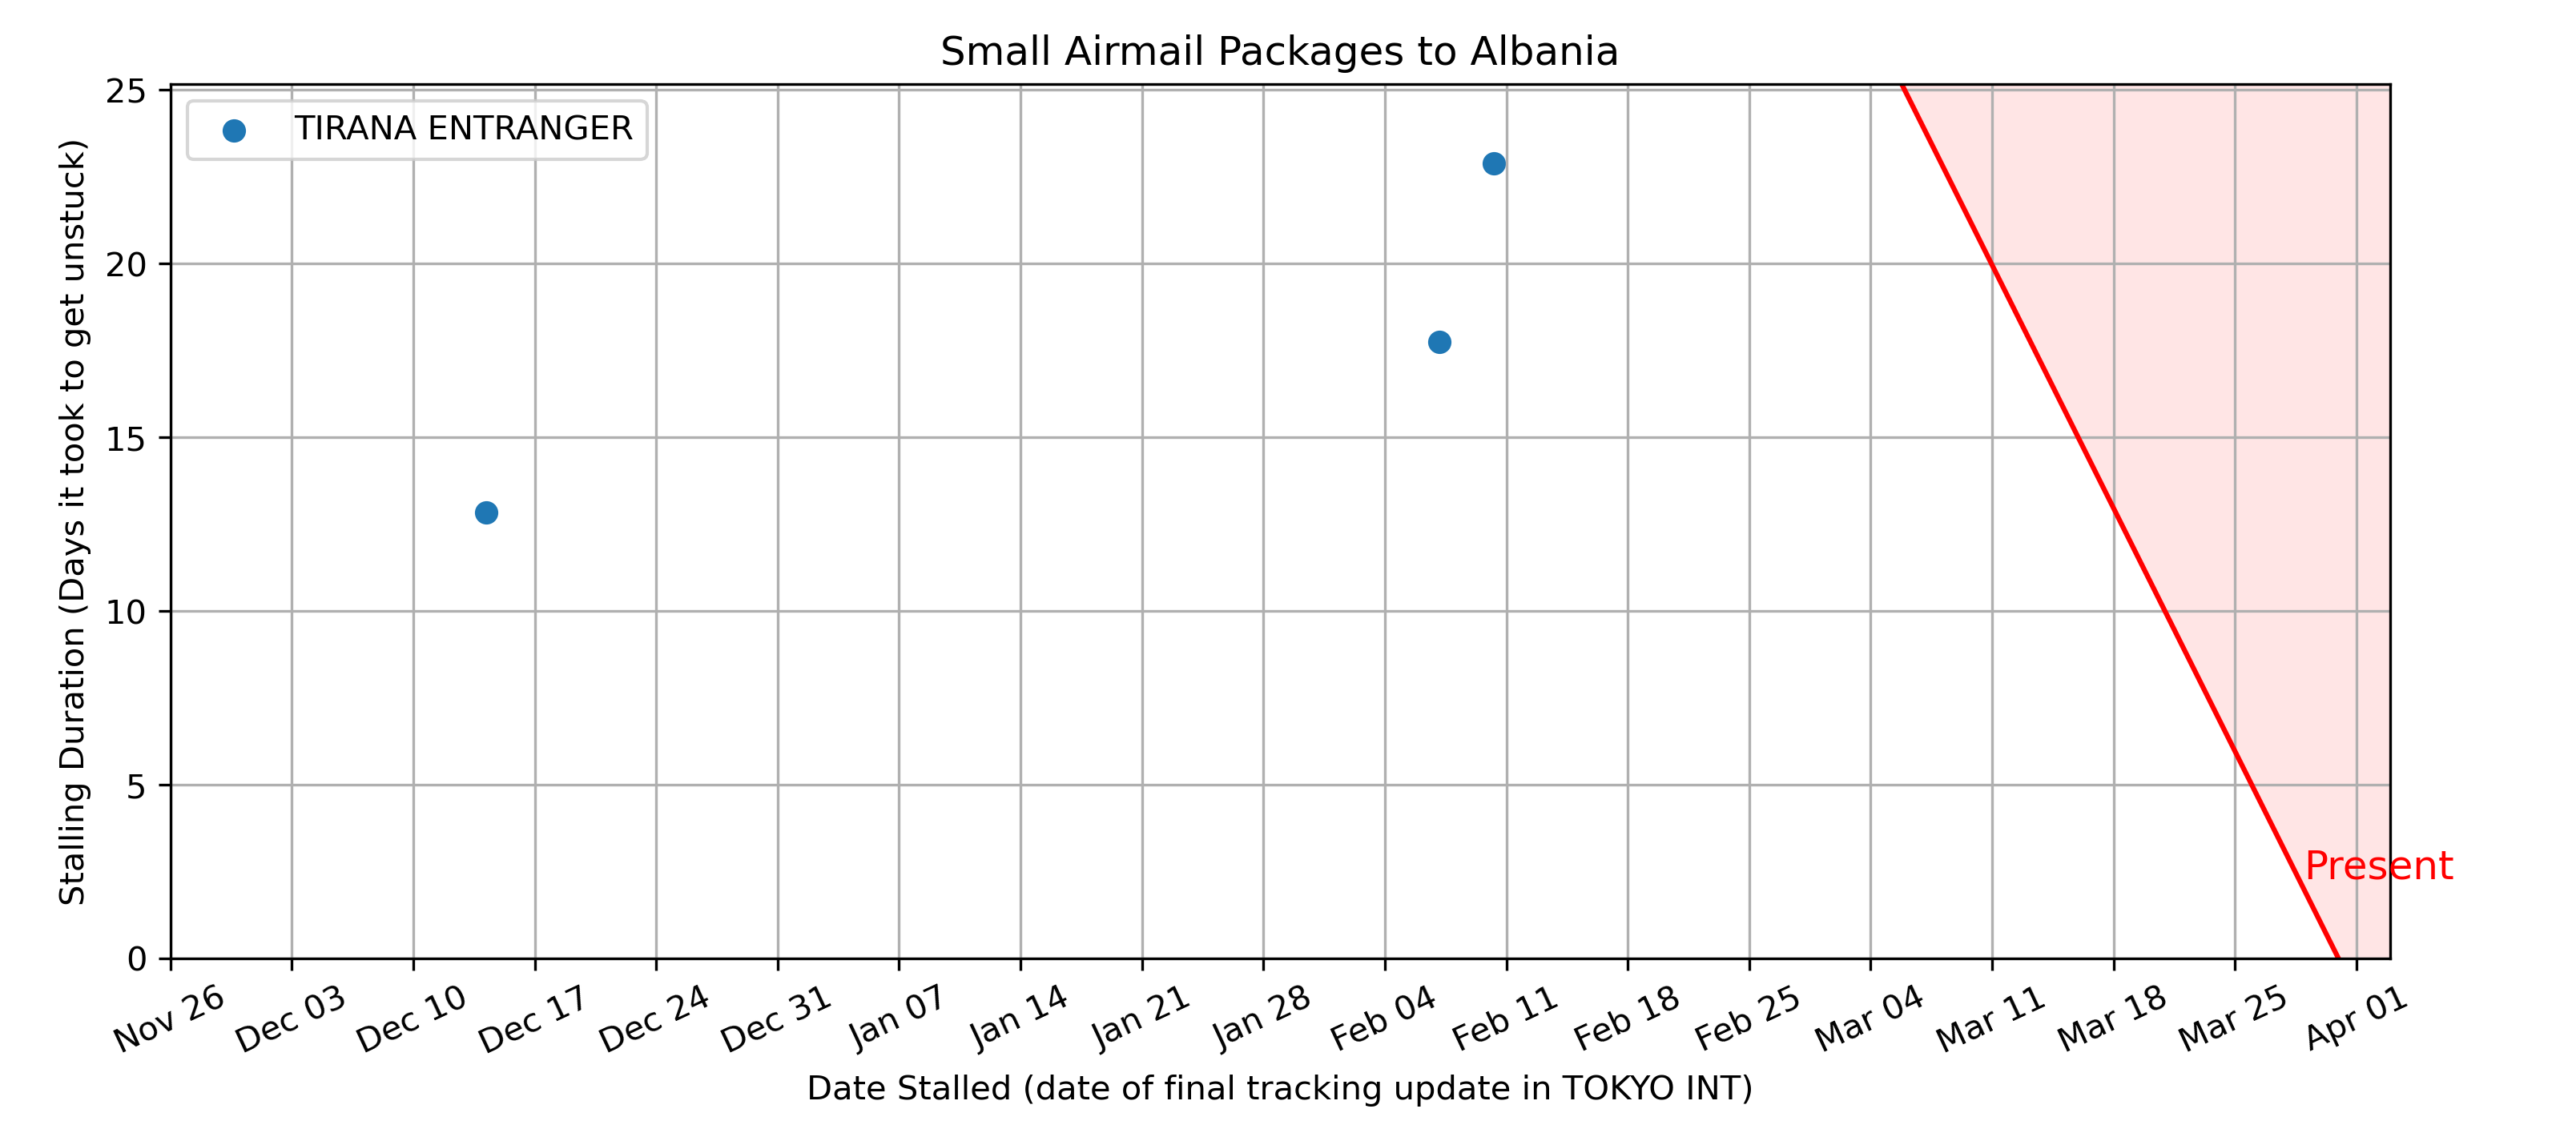 Small Airmail Packages to Albania
TIRANA ENTRANGER
Stalling Duration (Days it took to get unstuck)
25
20
15
10
5
0
Present
Nov 26
Dec 03
Dec 10
Dec 17
Dec 24
Dec 31
Jan 07
Jan 14
Jan 21
Jan 28
Feb 04
Feb 11
Feb 18
Feb 25
Mar 04
Mar 11
Mar 18
Mar 25
Apr 01
Date Stalled (date of final tracking update in TOKYO INT)